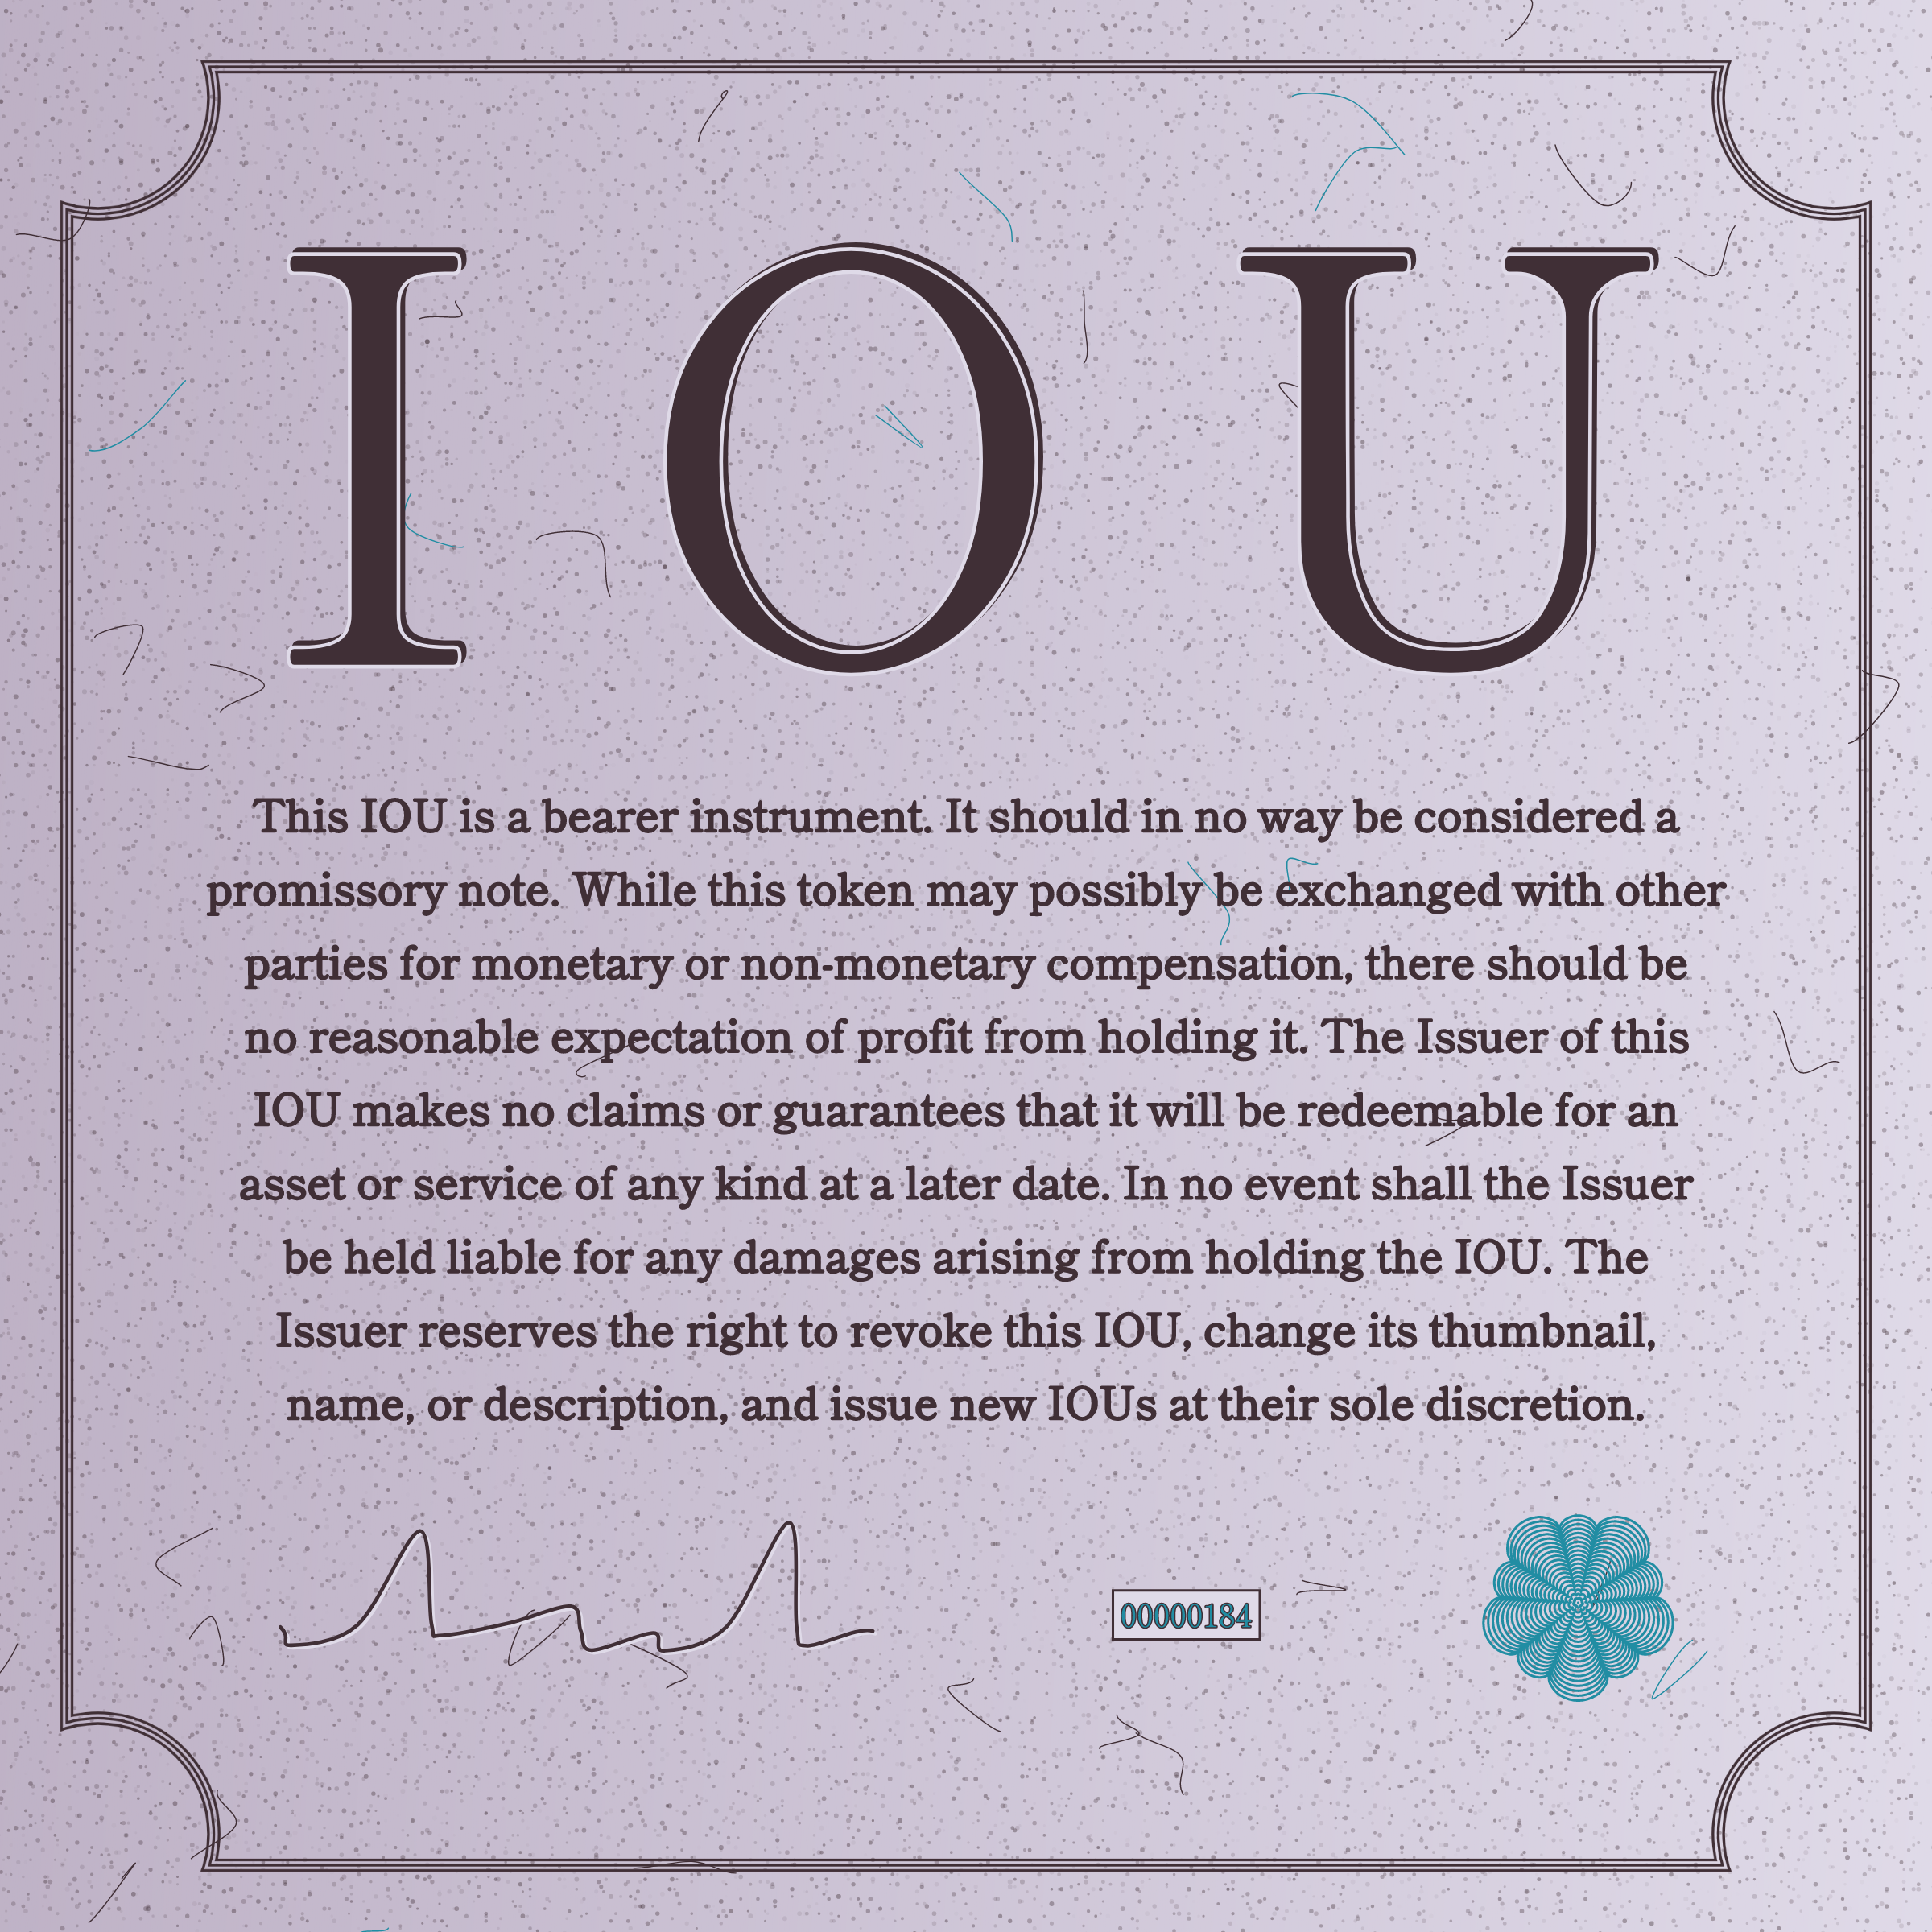 I O U
This IOU is a bearer instrument. It should in no way be considered a
promissory note. While this token may possibly be exchanged with other
parties for monetary or non-monetary compensation, there should be
no reasonable expectation of profit from holding it. The Issuer of this
IOU makes no claims or guarantees that it will be redeemable for an
asset or service of any kind at a later date. In no event shall the Issuer
be held liable for any damages arising from holding the IOU. The
Issuer reserves the right to revoke this IOU, change its thumbnail,
name, or description, and issue new IOUs at their sole discretion.
00000184